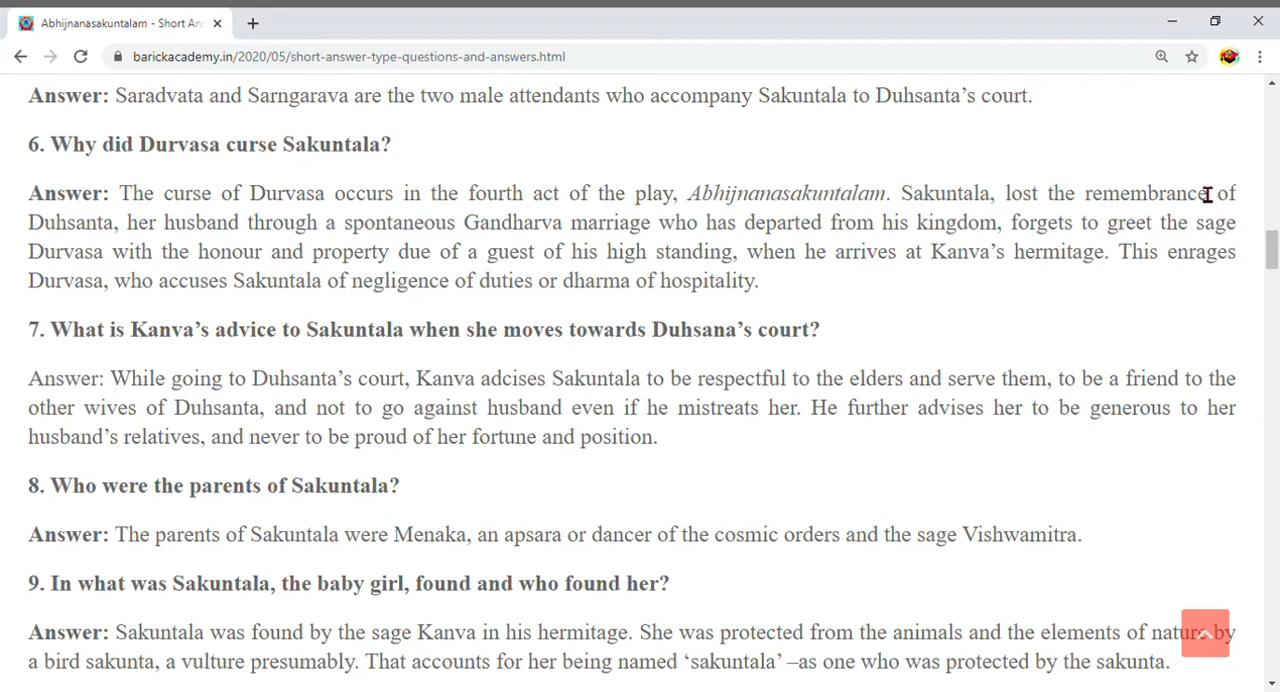 Abhijnanasakuntalam - Short An
barickacademy.in/2020/05/short-answer-type-questions-and-answers.html
Answer: Saradvata and Sarngarava are the two male attendants who accompany Sakuntala to Duhsanta’s court.
6. Why did Durvasa curse Sakuntala?
Answer: The curse of Durvasa occurs in the fourth act of the play, Abhijnanasakuntalam. Sakuntala, lost the remembrance of
Duhsanta, her husband through a spontaneous Gandharva marriage who has departed from his kingdom, forgets to greet the sage
Durvasa with the honour and property due of a guest of his high standing, when he arrives at Kanva’s hermitage. This enrages
Durvasa, who accuses Sakuntala of negligence of duties or dharma of hospitality.
7. What is Kanva’s advice to Sakuntala when she moves towards Duhsana’s court?
Answer: While going to Duhsanta’s court, Kanva adcises Sakuntala to be respectful to the elders and serve them, to be a friend to the
other wives of Duhsanta, and not to go against husband even if he mistreats her. He further advises her to be generous to her
husband’s relatives, and never to be proud of her fortune and position.
8. Who were the parents of Sakuntala?
Answer: The parents of Sakuntala were Menaka, an apsara or dancer of the cosmic orders and the sage Vishwamitra.
9. In what was Sakuntala, the baby girl, found and who found her?
Answer: Sakuntala was found by the sage Kanva in his hermitage. She was protected from the animals and the elements of nature by
a bird sakunta, a vulture presumably. That accounts for her being named ‘sakuntala’ –as one who was protected by the sakunta.